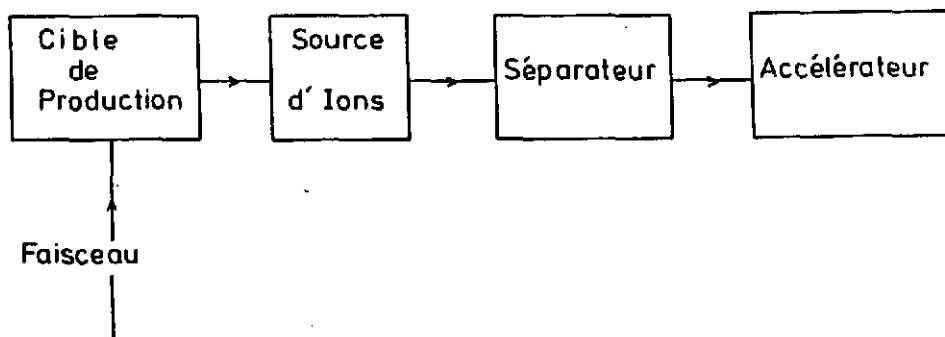 Cible
de
Production
Source
d' Ions
Séparateur
Accélérateur
Faisceau